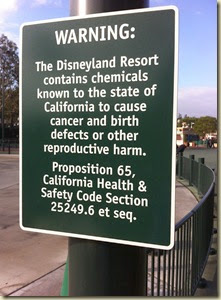 WARNING:
The Disneyland Resort
contains chemicals
known to the state of
California to cause
cancer and birth
defects or other
reproductive harm.
Proposition 65,
California Health &
Safety Code Section
25249.6 et seq.